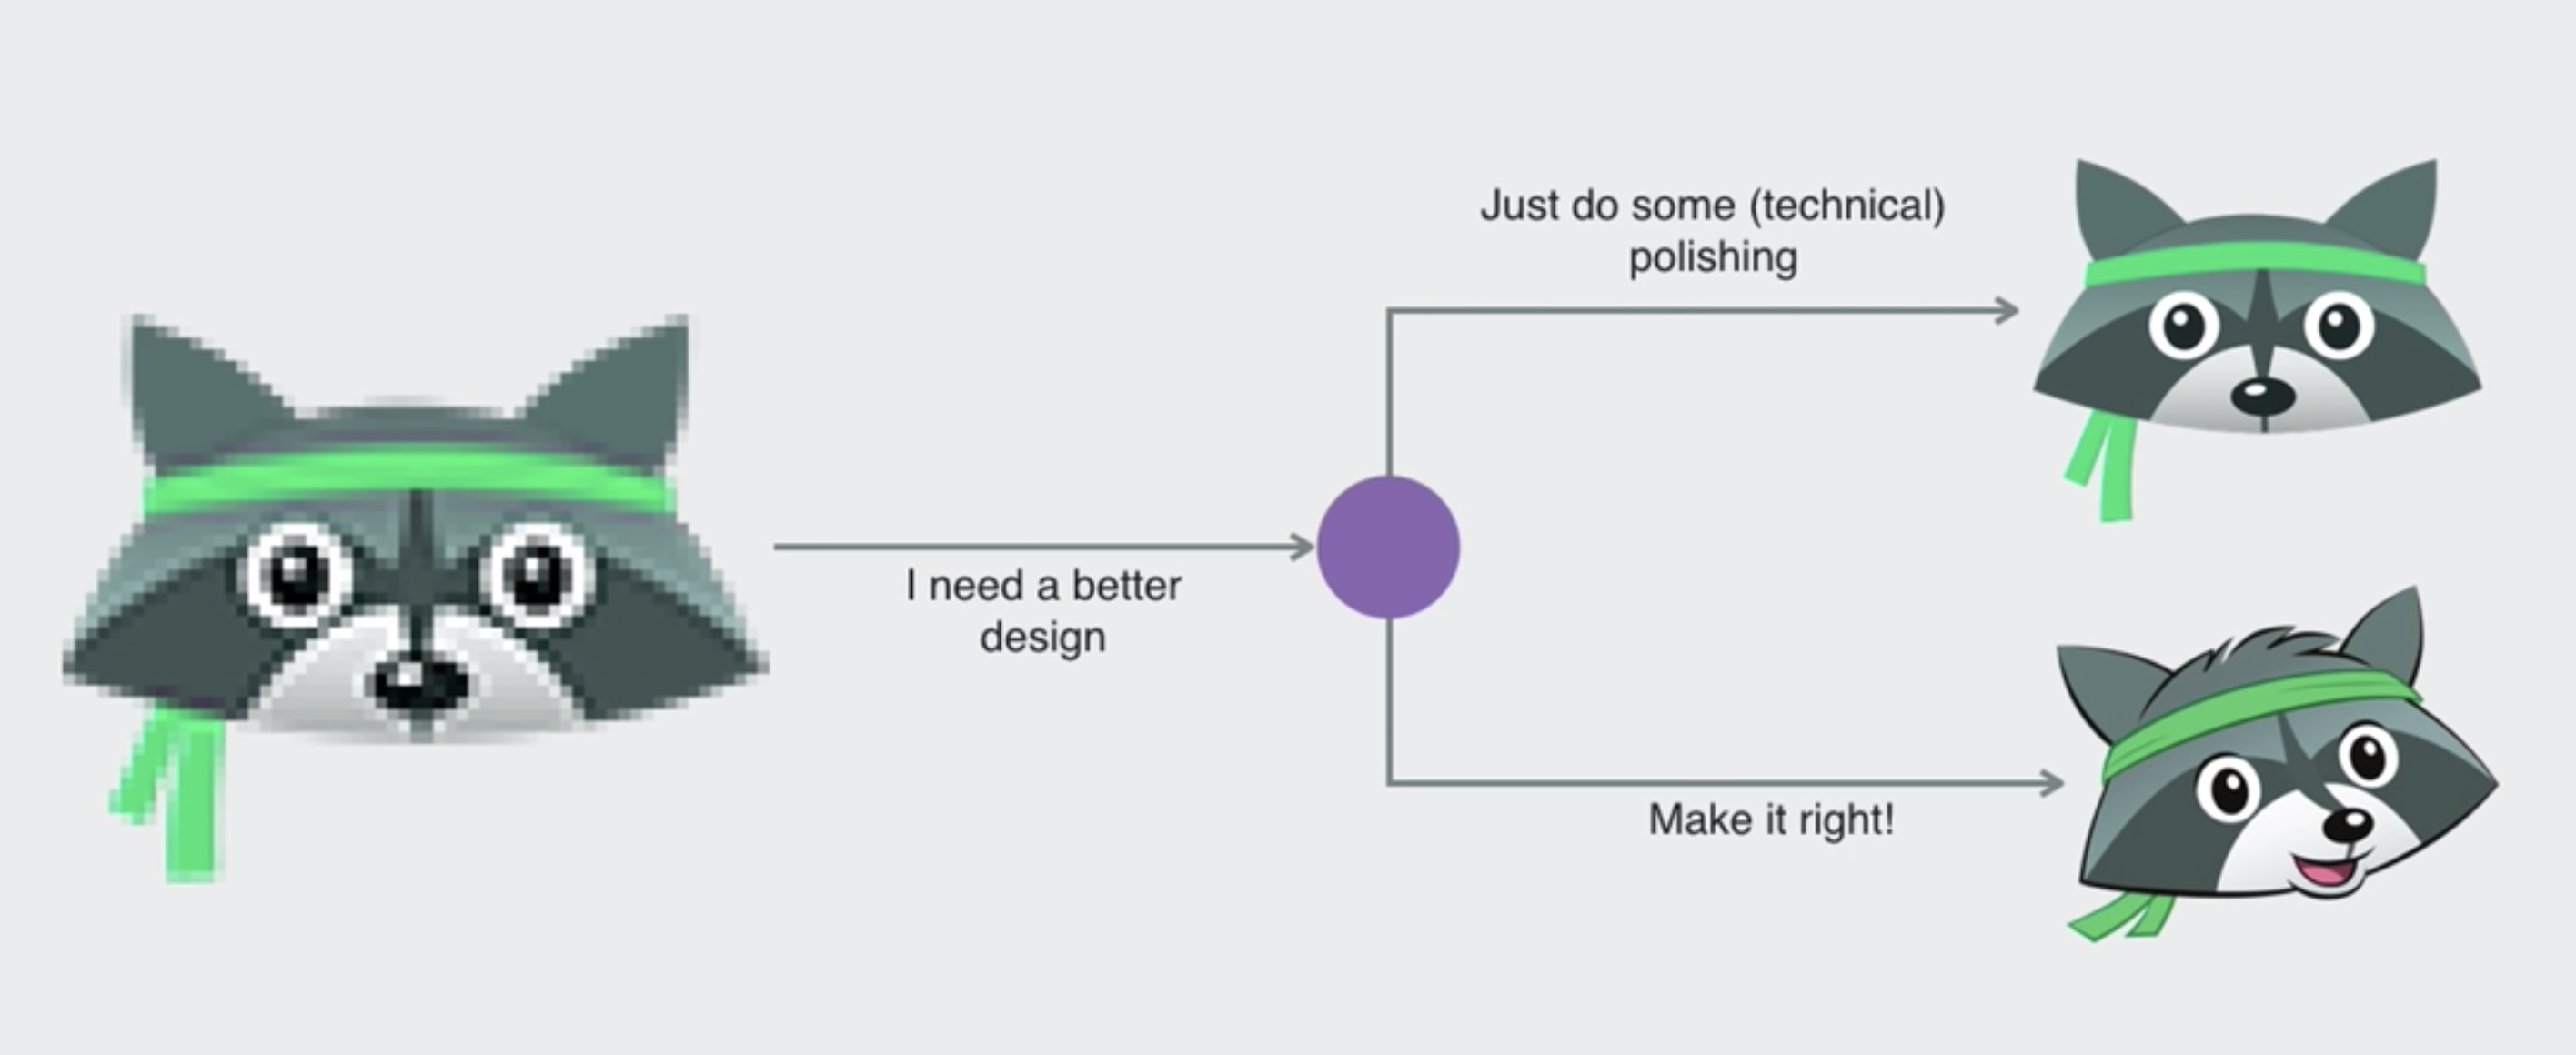 Just do some (technical)
polishing
I need a better
design
Make it right!